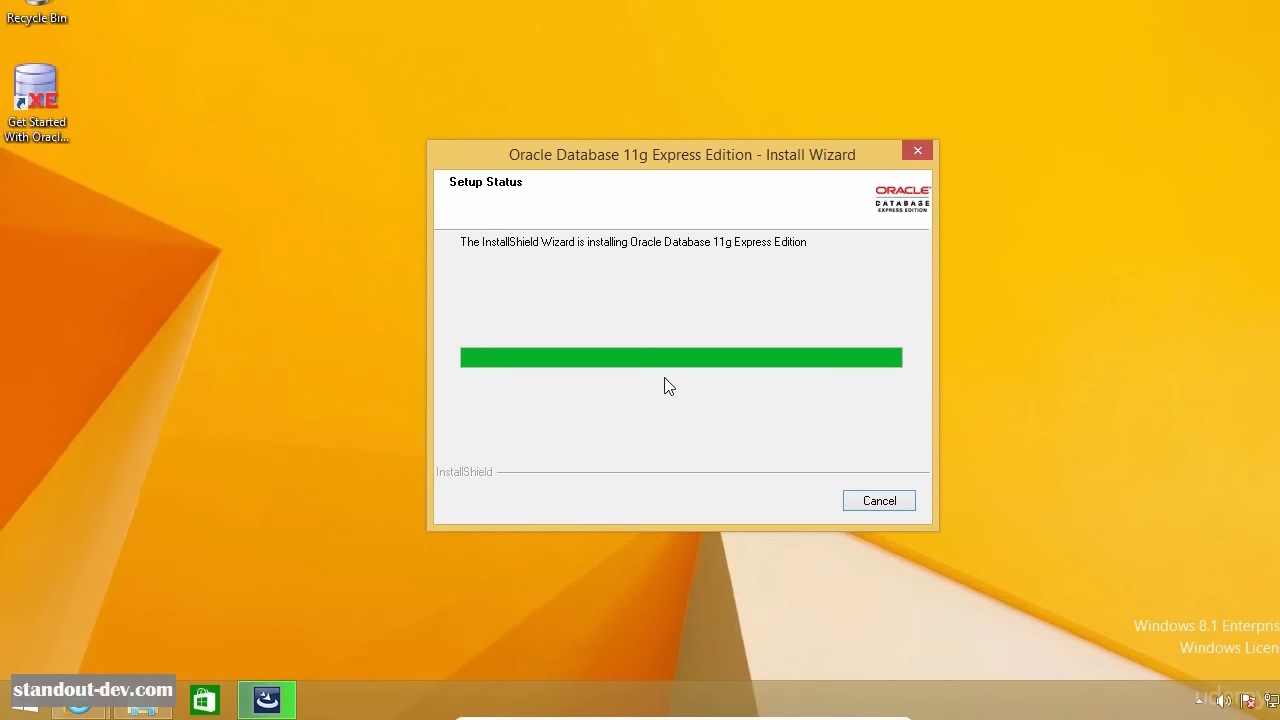 Recycle Bin
XE
Get Started
With Oracl...
Oracle Database 11g Express Edition - Install Wizard
Setup Status
ORACLE
DATABASE
EXPRESS EDITION
The InstallShield Wizard is installing Oracle Database 11g Express Edition
InstallShield
Cancel
Windows 8.1 Enterpris
Windows Licen
standout-dev.com
udemy